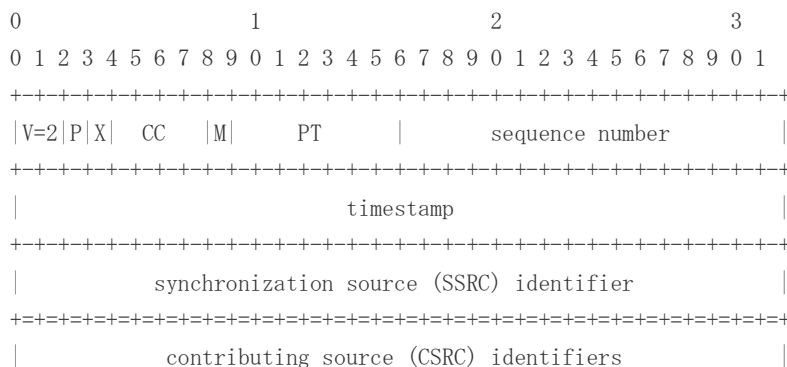 0 1 2 3
0 1 2 3 4 5 6 7 8 9 0 1 2 3 4 5 6 7 8 9 0 1 2 3 4 5 6 7 8 9 0 1
+-+-+-+-+-+-+-+-+-+-+-+-+-+-+-+-+-+-+-+-+-+-+-+-+-+-+-+-+-+-+-+-+
|V=2|P|X| CC |M| PT | sequence number |
+-+-+-+-+-+-+-+-+-+-+-+-+-+-+-+-+-+-+-+-+-+-+-+-+-+-+-+-+-+-+-+-+
| timestamp |
+-+-+-+-+-+-+-+-+-+-+-+-+-+-+-+-+-+-+-+-+-+-+-+-+-+-+-+-+-+-+-+-+
| synchronization source (SSRC) identifier |
+=+=+=+=+=+=+=+=+=+=+=+=+=+=+=+=+=+=+=+=+=+=+=+=+=+=+=+=+=+=+=+=+
| contributing source (CSRC) identifiers |